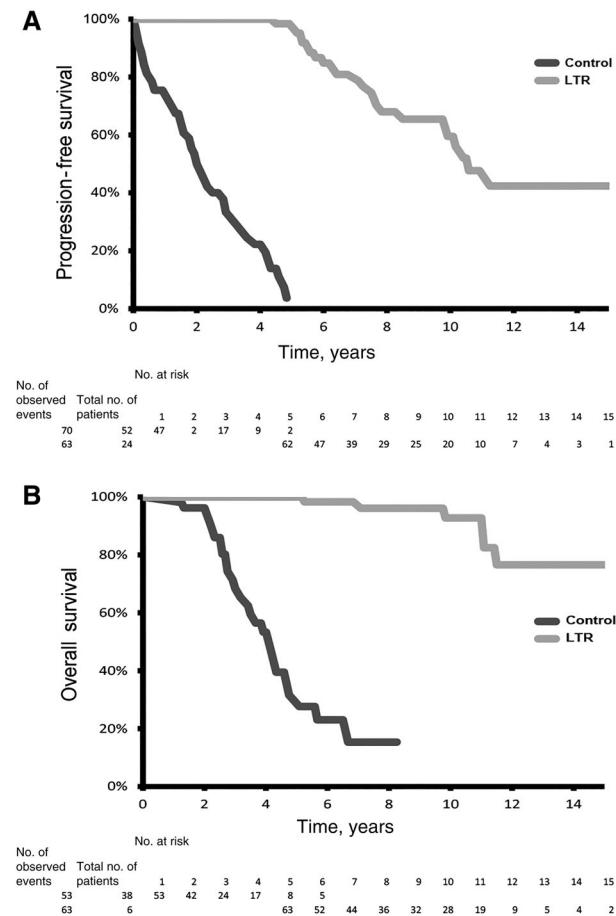 A
100%
80%
60%
40%
20%
0%
Progression-free survival
Control
LTR
0 2 4 6 8 10 12 14
Time, years
No. at risk
No. of
observed
events
Total no. of
patients
1 2 3 4 5 6 7 8 9 10 11 12 13 14 15
70 52 47 2 17 9 2
63 24 62 47 39 29 25 20 10 7 4 3 1
B
100%
80%
60%
40%
20%
0%
Overall survival
Control
LTR
0 2 4 6 8 10 12 14
Time, years
No. at risk
No. of
observed
events
Total no. of
patients
1 2 3 4 5 6 7 8 9 10 11 12 13 14 15
53 38 53 42 24 17 8 5
63 6 63 52 44 36 32 28 19 9 5 4 2